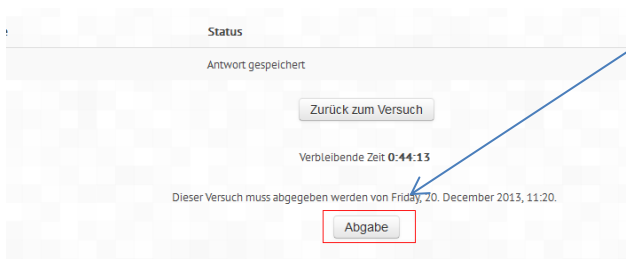 e Status
Antwort gespeichert
Zurück zum Versuch
Verbleibende Zeit 0:44:13
Dieser Versuch muss abgegeben werden von Friday, 20. December 2013, 11:20.
Abgabe